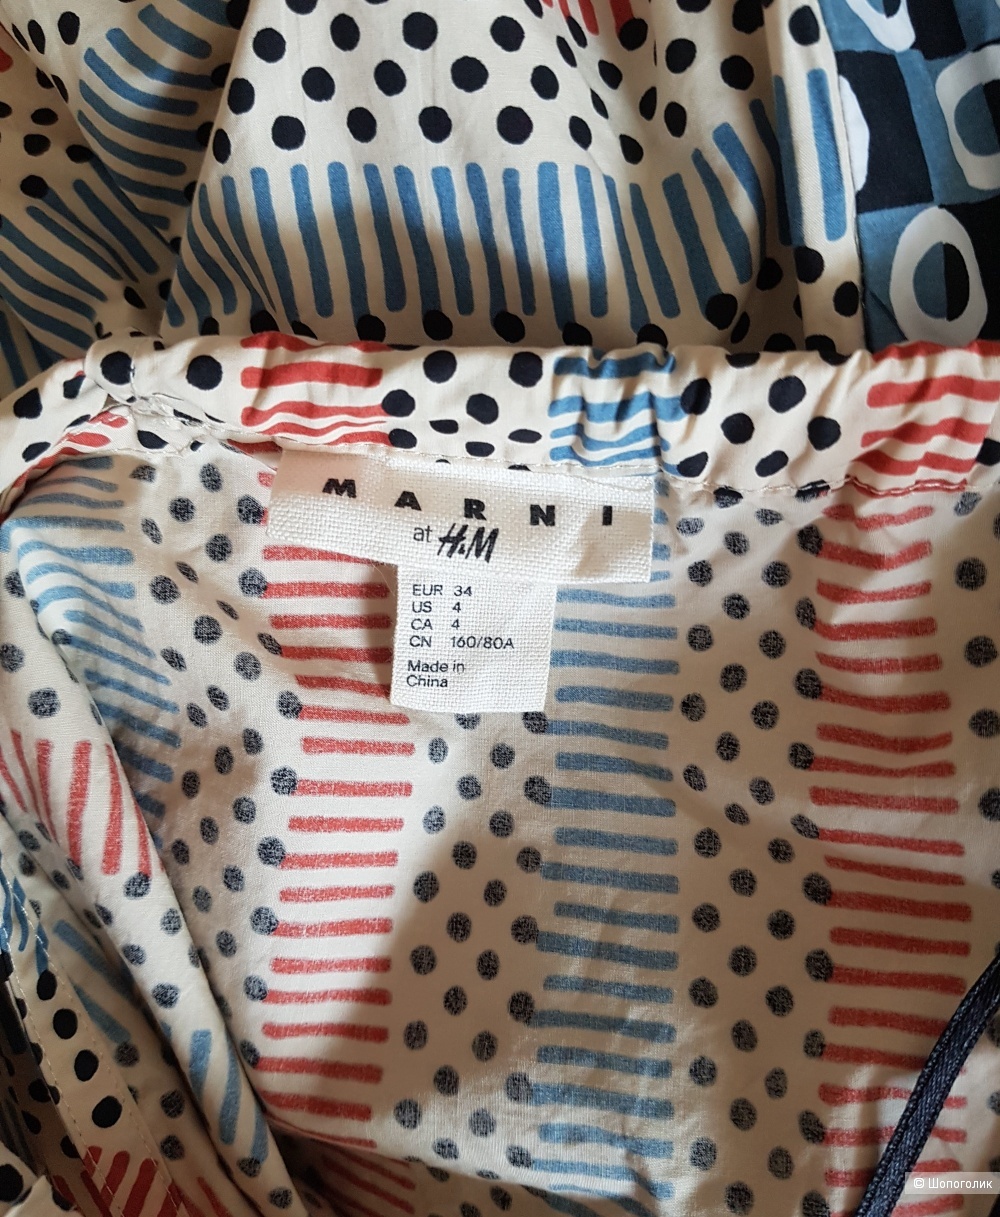 MARNI
at H&M
EUR 34
US 4
CA 4
CN 160/80A
Made in
China
© Шопоголик